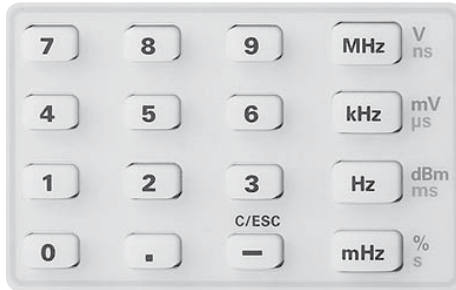 7 8 9 MHz V
ns
4 5 6 kHz mV
µs
1 2 3 Hz dBm
ms
C/ESC
0 . – mHz %
s